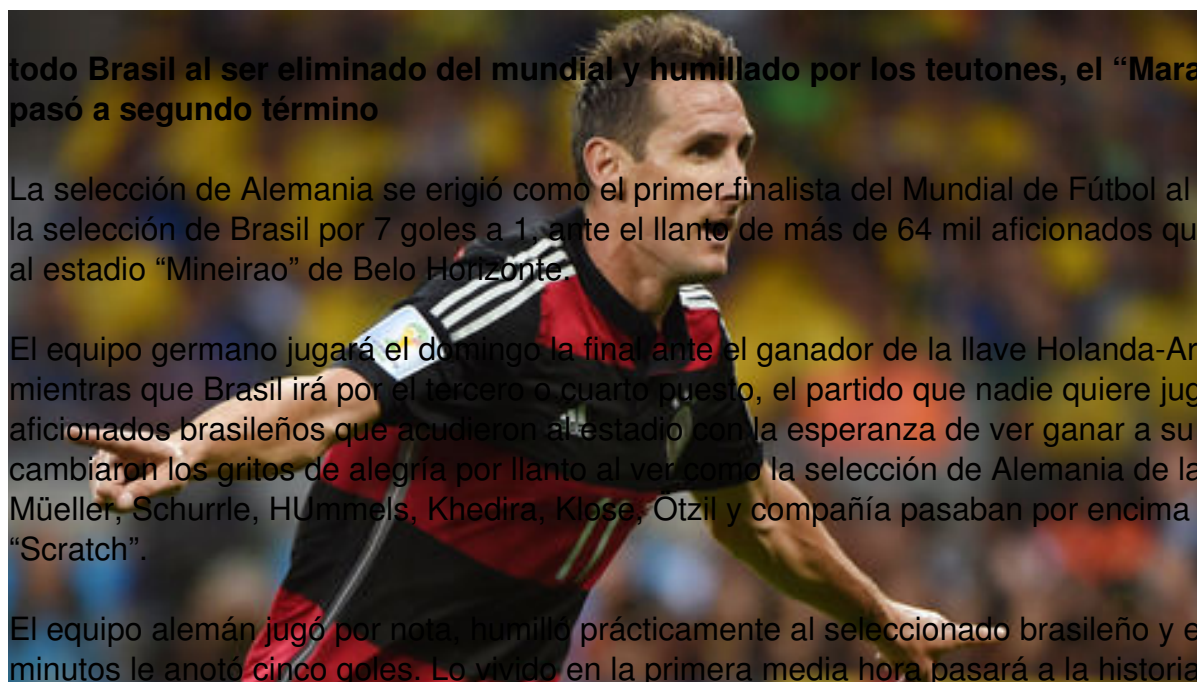 todo Brasil al ser eliminado del mundial y humillado por los teutones, el “Mara
pasó a segundo término
La selección de Alemania se erigió como el primer finalista del Mundial de Fútbol al
la selección de Brasil por 7 goles a 1, ante el llanto de más de 64 mil aficionados qu
al estadio “Mineirao” de Belo Horizonte.
El equipo germano jugará el domingo la final ante el ganador de la llave Holanda-Ar
mientras que Brasil irá por el tercero o cuarto puesto, el partido que nadie quiere jug
aficionados brasileños que acudieron al estadio con la esperanza de ver ganar a su
cambiaron los gritos de alegría por llanto al ver como la selección de Alemania de la
Müeller, Schurrle, HUmmels, Khedira, Klose, Otzil y compañía pasaban por encima
“Scratch”.
El equipo alemán jugó por nota, humilló prácticamente al seleccionado brasileño y e
minutos le anotó cinco goles. Lo vivido en la primera media hora pasará a la historia
11